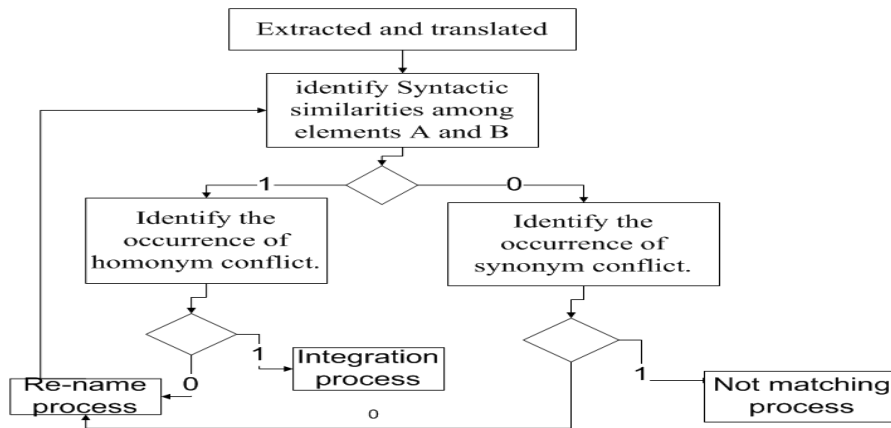 Extracted and translated
identify Syntactic
similarities among
elements A and B
1
0
Identify the
occurrence of
homonym conflict.
Identify the
occurrence of
synonym conflict.
1
Integration
process
0
Re-name
process
1
Not matching
process
0